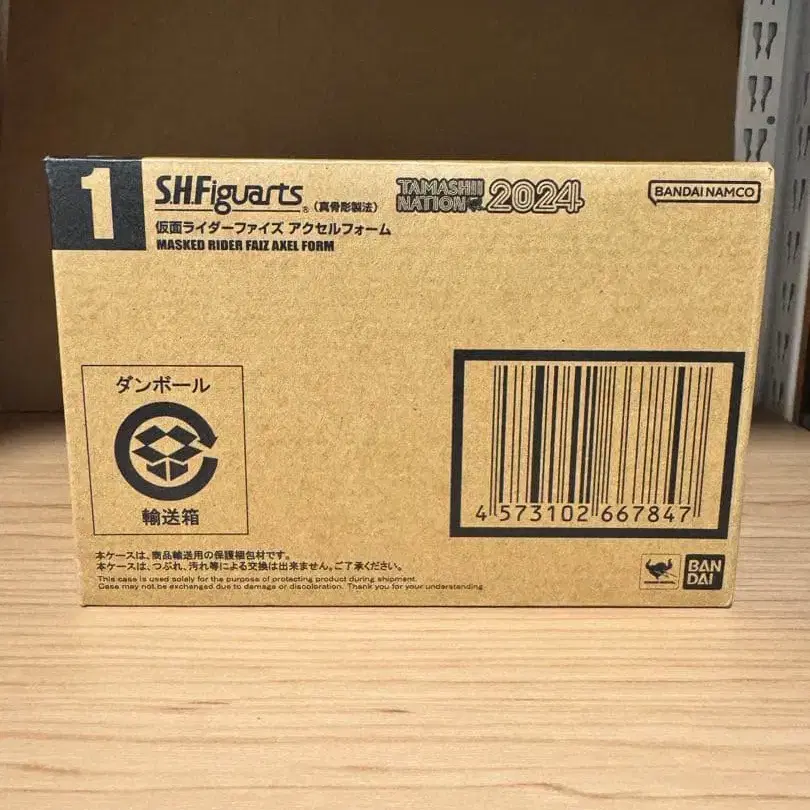 1
S.H.Figuarts® (真骨彫製法)
TAMASHII NATION 2024
BANDAI NAMCO
仮面ライダーファイズ アクセルフォーム
MASKED RIDER FAIZ AXEL FORM
ダンボール
輸送箱
4 573102 667847
本ケースは、商品輸送用の保護梱包材です。
本ケースは、つぶれ、汚れ等による交換は出来ません。ご了承ください。
This case is used solely for the purpose of protecting product during shipment.
Case may not be exchanged due to damage or discoloration. Thank you for your understanding.
BAN
DAI